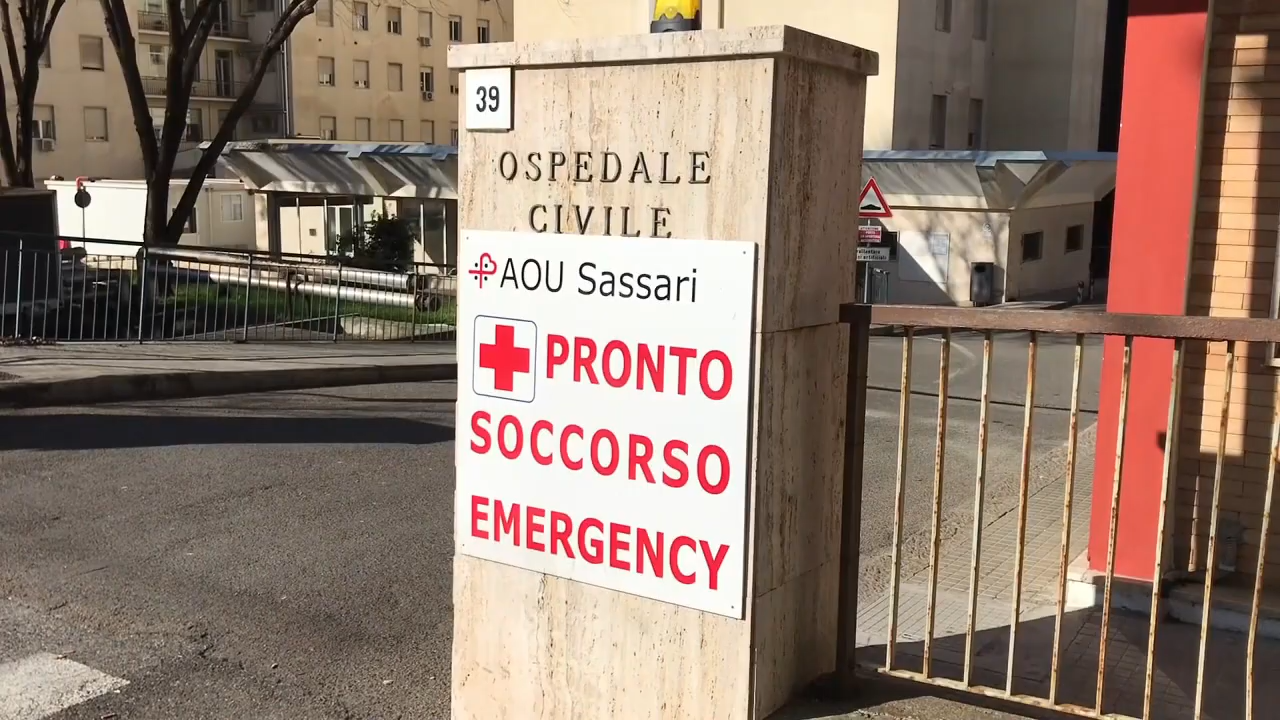 39
OSPEDALE
CIVILE
AOU Sassari
PRONTO
SOCCORSO
EMERGENCY